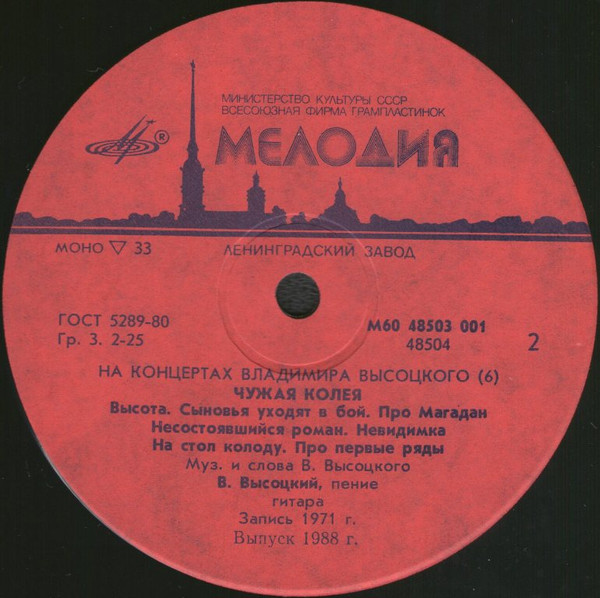 МИНИСТЕРСТВО КУЛЬТУРЫ СССР
ВСЕСОЮЗНАЯ ФИРМА ГРАМПЛАСТИНОК
® МЕЛОДИЯ
МОНО ▽ 33 ЛЕНИНГРАДСКИЙ ЗАВОД
ГОСТ 5289-80 М60 48503 001
Гр. 3. 2-25 48504 2
НА КОНЦЕРТАХ ВЛАДИМИРА ВЫСОЦКОГО (6)
ЧУЖАЯ КОЛЕЯ
Высота. Сыновья уходят в бой. Про Магадан
Несостоявшийся роман. Невидимка
На стол колоду. Про первые ряды
Муз. и слова В. Высоцкого
В. Высоцкий, пение
гитара
Запись 1971 г.
Выпуск 1988 г.